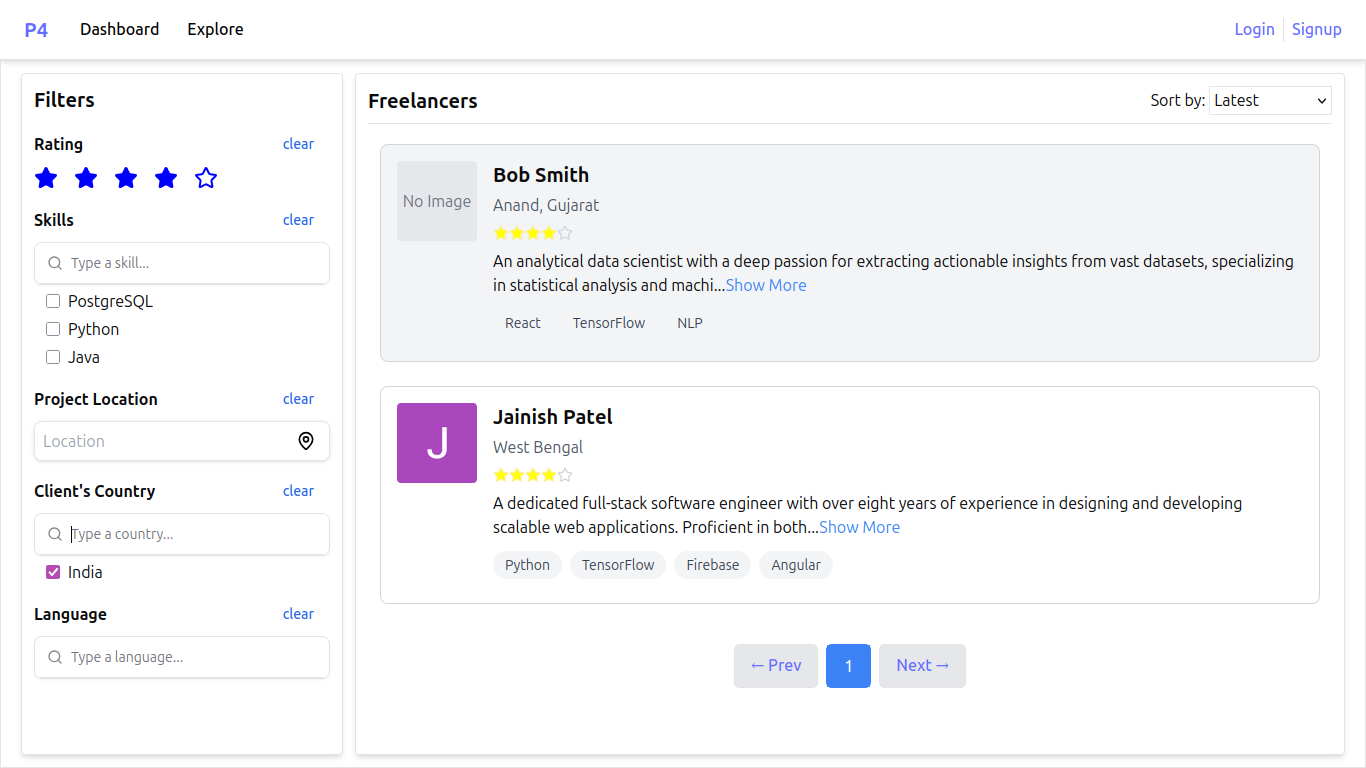 P4 Dashboard Explore Login Signup
Filters
Rating clear
Skills clear
Type a skill...
PostgreSQL
Python
Java
Project Location clear
Location
Client's Country clear
Type a country...
India
Language clear
Type a language...
Freelancers Sort by: Latest
No Image
Bob Smith
Anand, Gujarat
An analytical data scientist with a deep passion for extracting actionable insights from vast datasets, specializing
in statistical analysis and machi...Show More
React TensorFlow NLP
J
Jainish Patel
West Bengal
A dedicated full-stack software engineer with over eight years of experience in designing and developing
scalable web applications. Proficient in both...Show More
Python TensorFlow Firebase Angular
← Prev 1 Next →